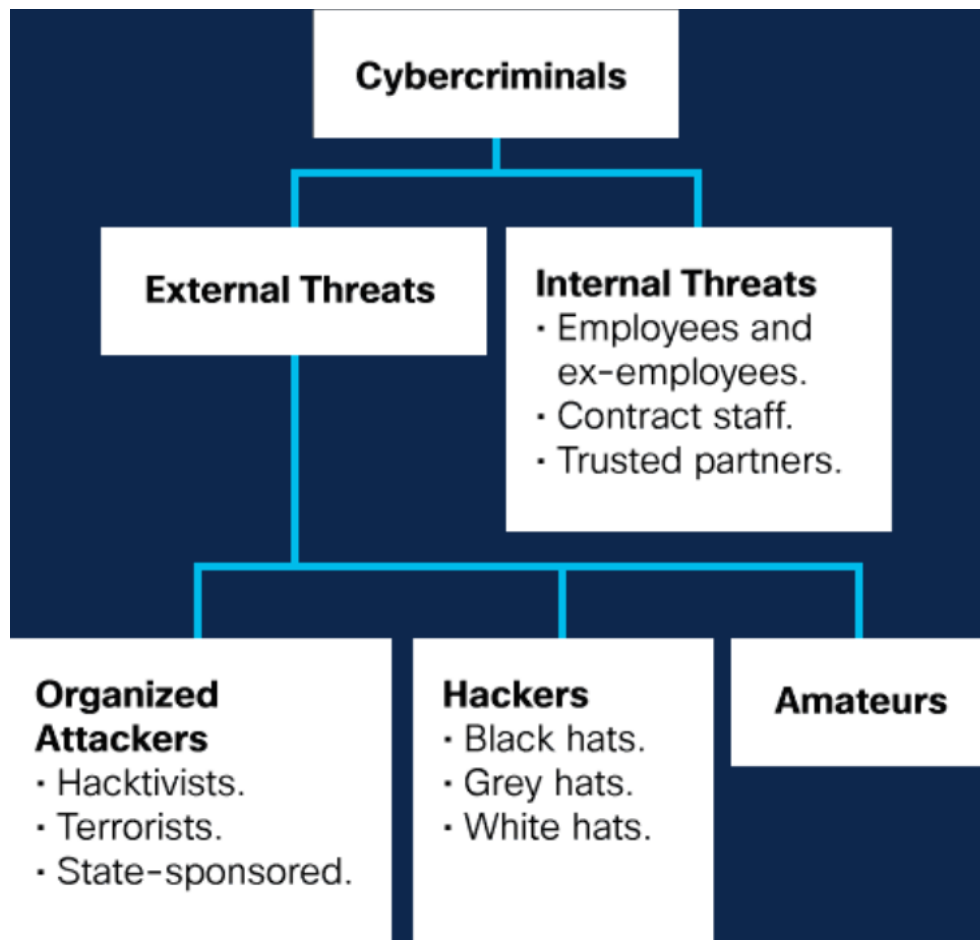 Cybercriminals
External Threats
Internal Threats
· Employees and
ex-employees.
· Contract staff.
· Trusted partners.
Organized
Attackers
· Hacktivists.
· Terrorists.
· State-sponsored.
Hackers
· Black hats.
· Grey hats.
· White hats.
Amateurs